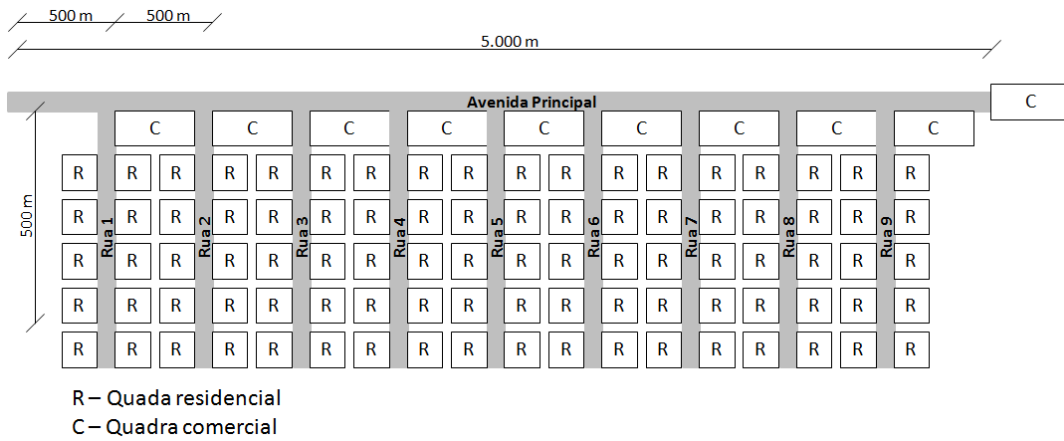 500 m 500 m
5.000 m
Avenida Principal C
C C C C C C C C C
R R R R R R R R R R R R R R R R R R
R R R R R R R R R R R R R R R R R R
500 m
Rua 1 Rua 2 Rua 3 Rua 4 Rua 5 Rua 6 Rua 7 Rua 8 Rua 9
R R R R R R R R R R R R R R R R R R
R R R R R R R R R R R R R R R R R R
R R R R R R R R R R R R R R R R R R
R – Quada residencial
C – Quadra comercial